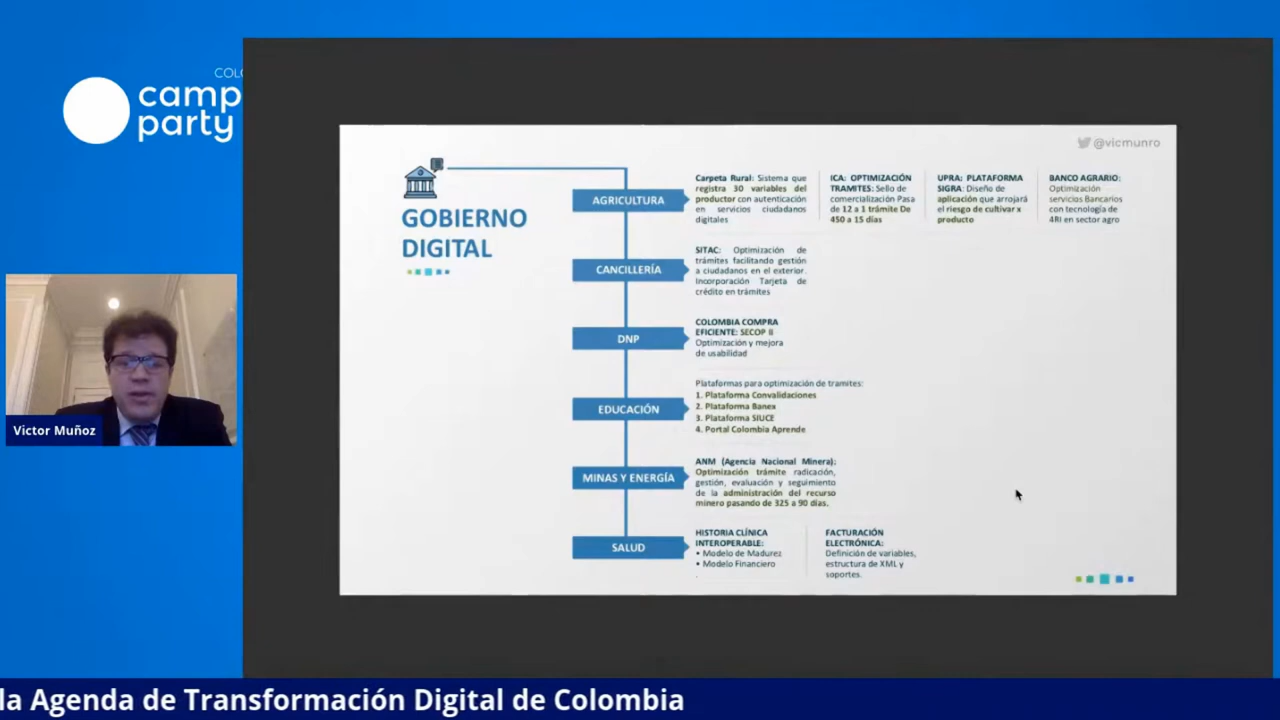 COLO
camp
party
@vicmunro
GOBIERNO
DIGITAL
AGRICULTURA
Carpeta Rural: Sistema que
registra 30 variables del
productor con autenticación
en servicios ciudadanos
digitales
ICA: OPTIMIZACIÓN
TRAMITES: Sello de
comercialización Pasa
de 12 a 1 trámite De
450 a 15 días
UPRA: PLATAFORMA
SIGRA: Diseño de
aplicación que arrojará
el riesgo de cultivar x
producto
BANCO AGRARIO:
Optimización
servicios Bancarios
con tecnología de
4RI en sector agro
CANCILLERÍA
SITAC: Optimización de
trámites facilitando gestión
a ciudadanos en el exterior.
Incorporación Tarjeta de
crédito en trámites
DNP
COLOMBIA COMPRA
EFICIENTE: SECOP II
Optimización y mejora
de usabilidad
EDUCACIÓN
Plataformas para optimización de tramites:
1. Plataforma Convalidaciones
2. Plataforma Banex
3. Plataforma SIUCE
4. Portal Colombia Aprende
MINAS Y ENERGÍA
ANM (Agencia Nacional Minera):
Optimización trámite radicación,
gestión, evaluación y seguimiento
de la administración del recurso
minero pasando de 325 a 90 días.
SALUD
HISTORIA CLÍNICA
INTEROPERABLE:
• Modelo de Madurez
• Modelo Financiero
FACTURACIÓN
ELECTRÓNICA:
Definición de variables,
estructura de XML y
soportes.
Victor Muñoz
la Agenda de Transformación Digital de Colombia